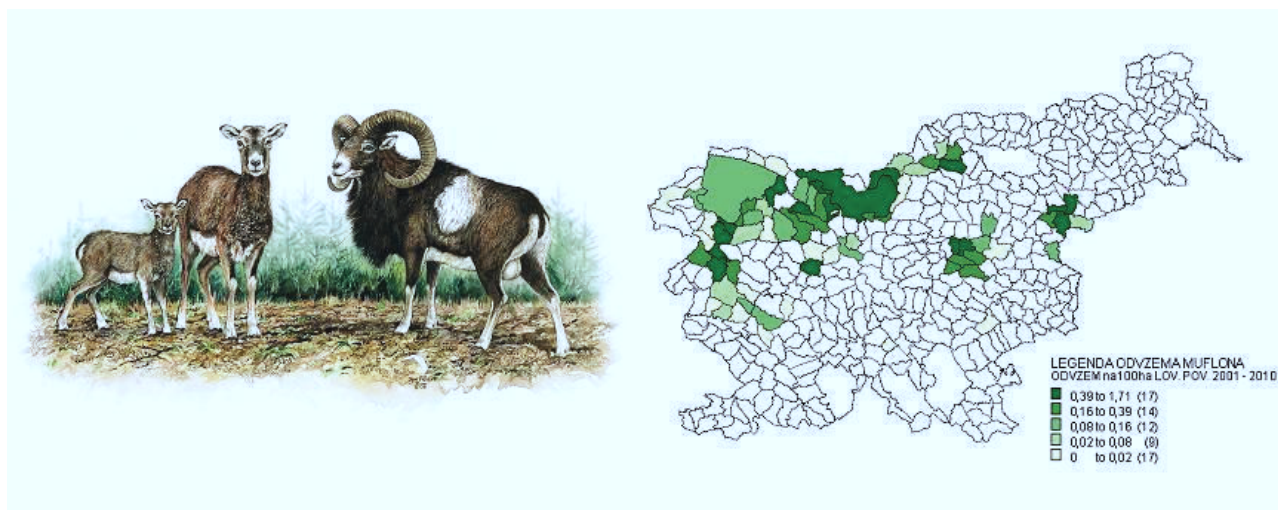 LEGENDA ODVZEMA MUFLONA
ODVZEM na100ha LOV. POV. 2001 - 2010
0,39 to 1,71 (17)
0,16 to 0,39 (14)
0,08 to 0,16 (12)
0,02 to 0,08 (9)
0 to 0,02 (17)